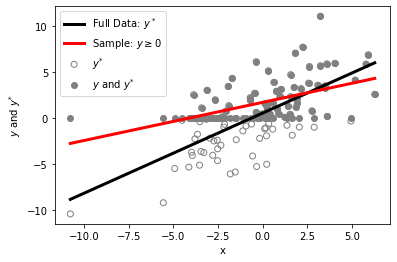 Full Data: y*
Sample: y ≥ 0
y*
y and y*
y and y*
10
5
0
−5
−10
−10.0
−7.5
−5.0
−2.5
0.0
2.5
5.0
x